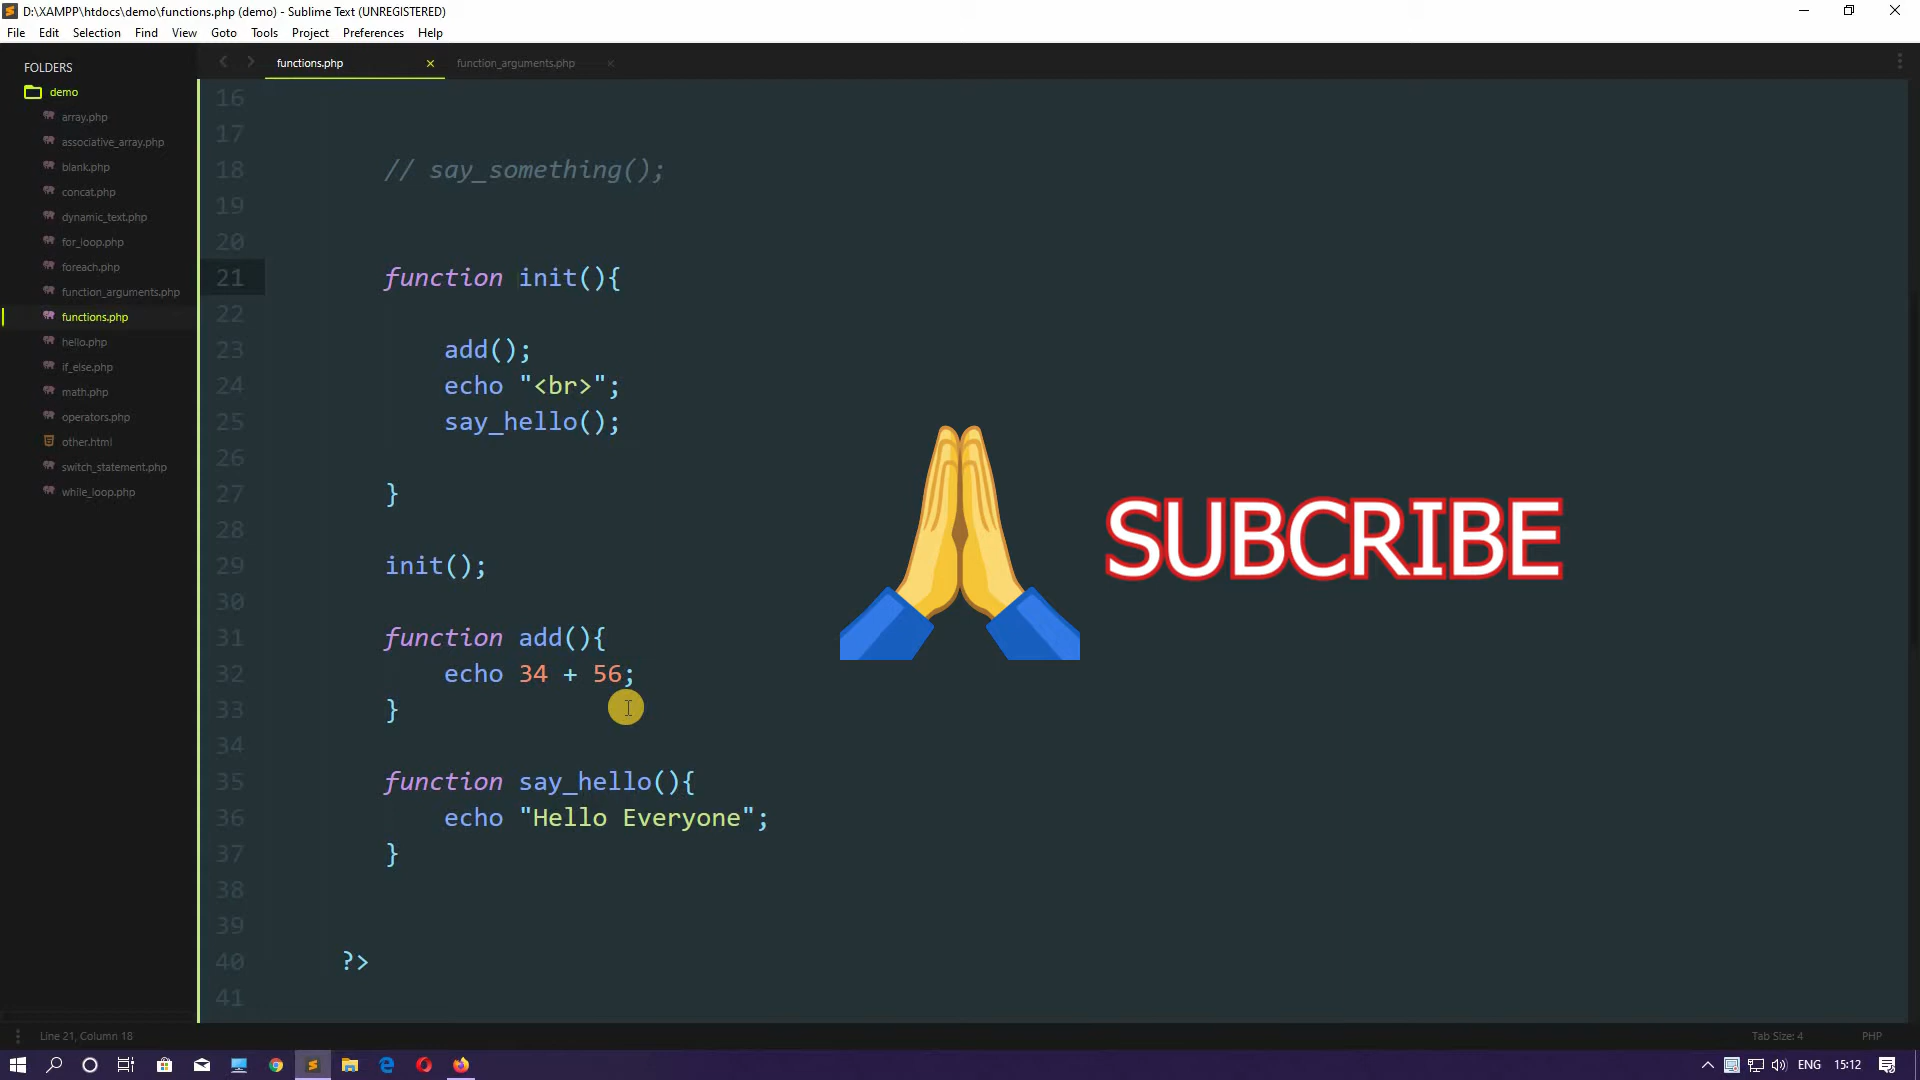 D:\XAMPP\htdocs\demo\functions.php (demo) - Sublime Text (UNREGISTERED)
File Edit Selection Find View Goto Tools Project Preferences Help
FOLDERS
demo
array.php
associative_array.php
blank.php
concat.php
dynamic_text.php
for_loop.php
foreach.php
function_arguments.php
functions.php
hello.php
if_else.php
math.php
operators.php
other.html
switch_statement.php
while_loop.php
functions.php function_arguments.php
16
17
18 // say_something();
19
20
21 function init(){
22
23 add();
24 echo "<br>";
25 say_hello();
26
27 }
28
29 init();
30
31 function add(){
32 echo 34 + 56;
33 }
34
35 function say_hello(){
36 echo "Hello Everyone";
37 }
38
39
40 ?>
41
SUBCRIBE
Line 21, Column 18
Tab Size: 4 PHP
ENG 15:12